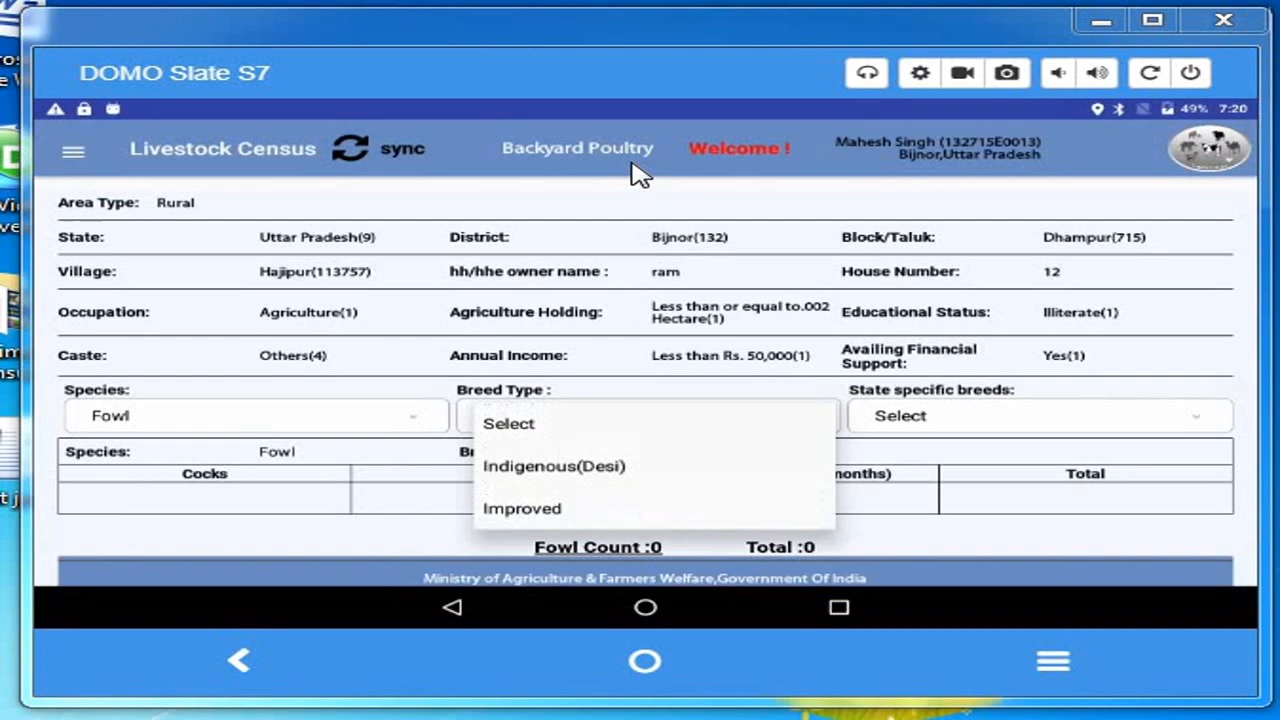 DOMO Slate S7
49% 7:20
Livestock Census sync Backyard Poultry Welcome ! Mahesh Singh (132715E0013)
Bijnor,Uttar Pradesh
Area Type: Rural
State: Uttar Pradesh(9) District: Bijnor(132) Block/Taluk: Dhampur(715)
Village: Hajipur(113757) hh/hhe owner name : ram House Number: 12
Occupation: Agriculture(1) Agriculture Holding: Less than or equal to.002 Hectare(1) Educational Status: Illiterate(1)
Caste: Others(4) Annual Income: Less than Rs. 50,000(1) Availing Financial Support: Yes(1)
Species: Breed Type : State specific breeds:
Fowl Select
Select
Indigenous(Desi)
Improved
Species: Fowl
Cocks months) Total
Fowl Count :0 Total :0
Ministry of Agriculture & Farmers Welfare,Government Of India